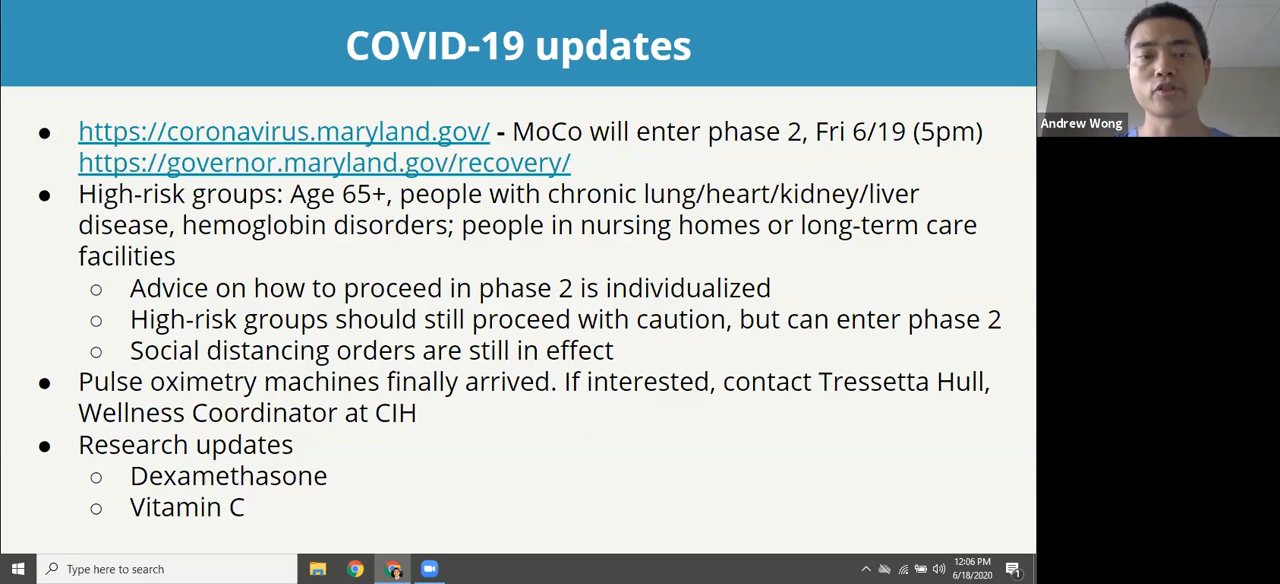 COVID-19 updates
● https://coronavirus.maryland.gov/ - MoCo will enter phase 2, Fri 6/19 (5pm)
https://governor.maryland.gov/recovery/
● High-risk groups: Age 65+, people with chronic lung/heart/kidney/liver
disease, hemoglobin disorders; people in nursing homes or long-term care
facilities
○ Advice on how to proceed in phase 2 is individualized
○ High-risk groups should still proceed with caution, but can enter phase 2
○ Social distancing orders are still in effect
● Pulse oximetry machines finally arrived. If interested, contact Tressetta Hull,
Wellness Coordinator at CIH
● Research updates
○ Dexamethasone
○ Vitamin C
Andrew Wong
Type here to search
12:06 PM
6/18/2020
1